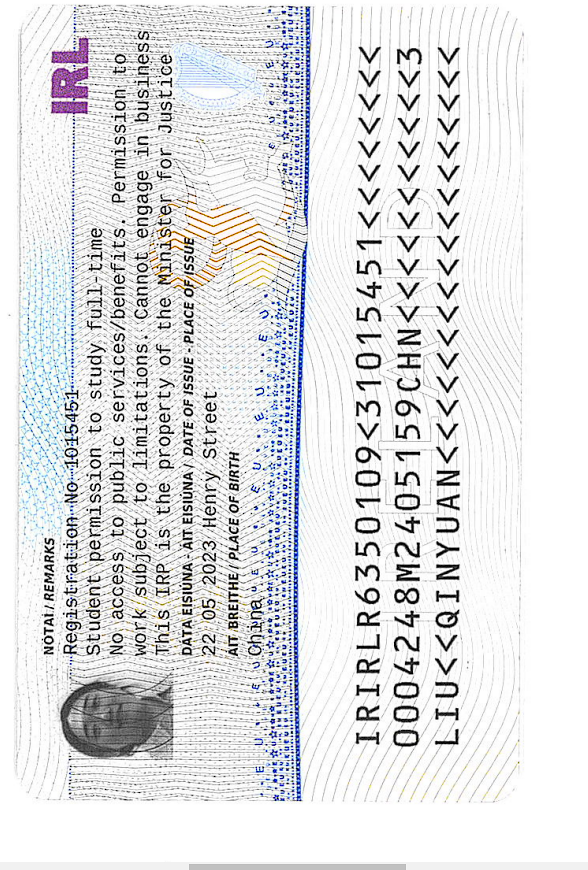 IRL
NÓTAÍ / REMARKS
Registration No 1015451
Student permission to study full-time
No access to public services/benefits. Permission to
work subject to limitations. Cannot engage in business
This IRP is the property of the Minister for Justice
DATA EISIÚNA - ÁIT EISIÚNA / DATE OF ISSUE - PLACE OF ISSUE
22 05 2023 Henry Street
ÁIT BREITHE / PLACE OF BIRTH
China
IRELAND
IRIRLR6350109<31015451<<<<<<<<
0004248M2405159CHN<<<<<<<<<<<3
LIU<<QINYUAN<<<<<<<<<<<<<<<<<<